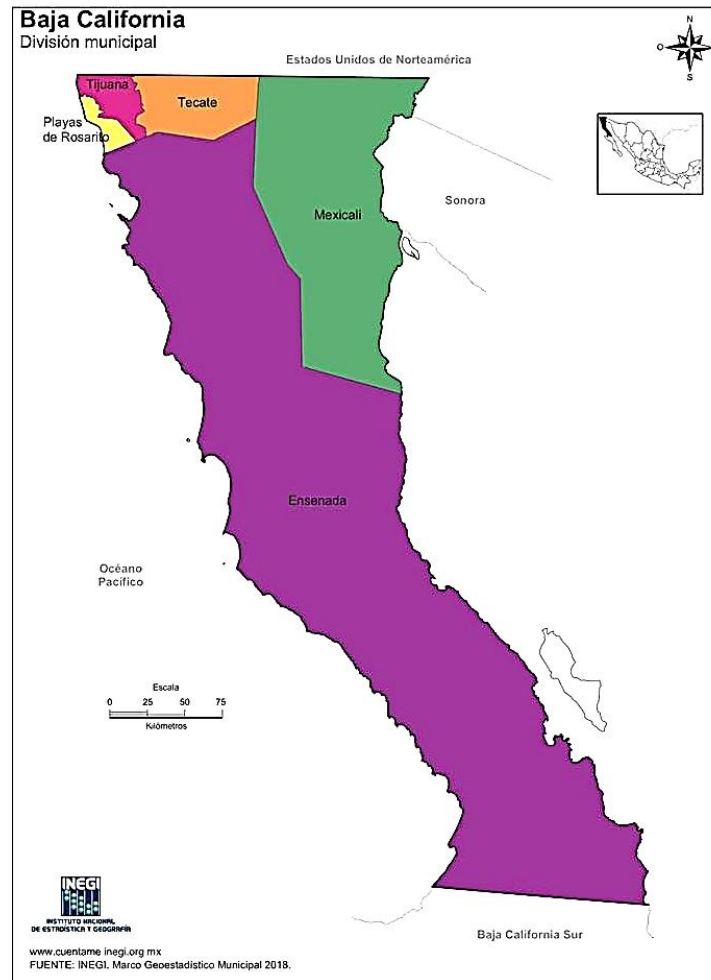 Baja California
División municipal
N
O
E
S
Estados Unidos de Norteamérica
Tijuana
Tecate
Playas
de Rosarito
Mexicali
Sonora
Ensenada
Océano
Pacífico
Escala
0 25 50 75
Kilómetros
INEGI
INSTITUTO NACIONAL
DE ESTADÍSTICA Y GEOGRAFÍA
Baja California Sur
www.cuentame inegi.org mx
FUENTE: INEGI. Marco Geoestadístico Municipal 2018.